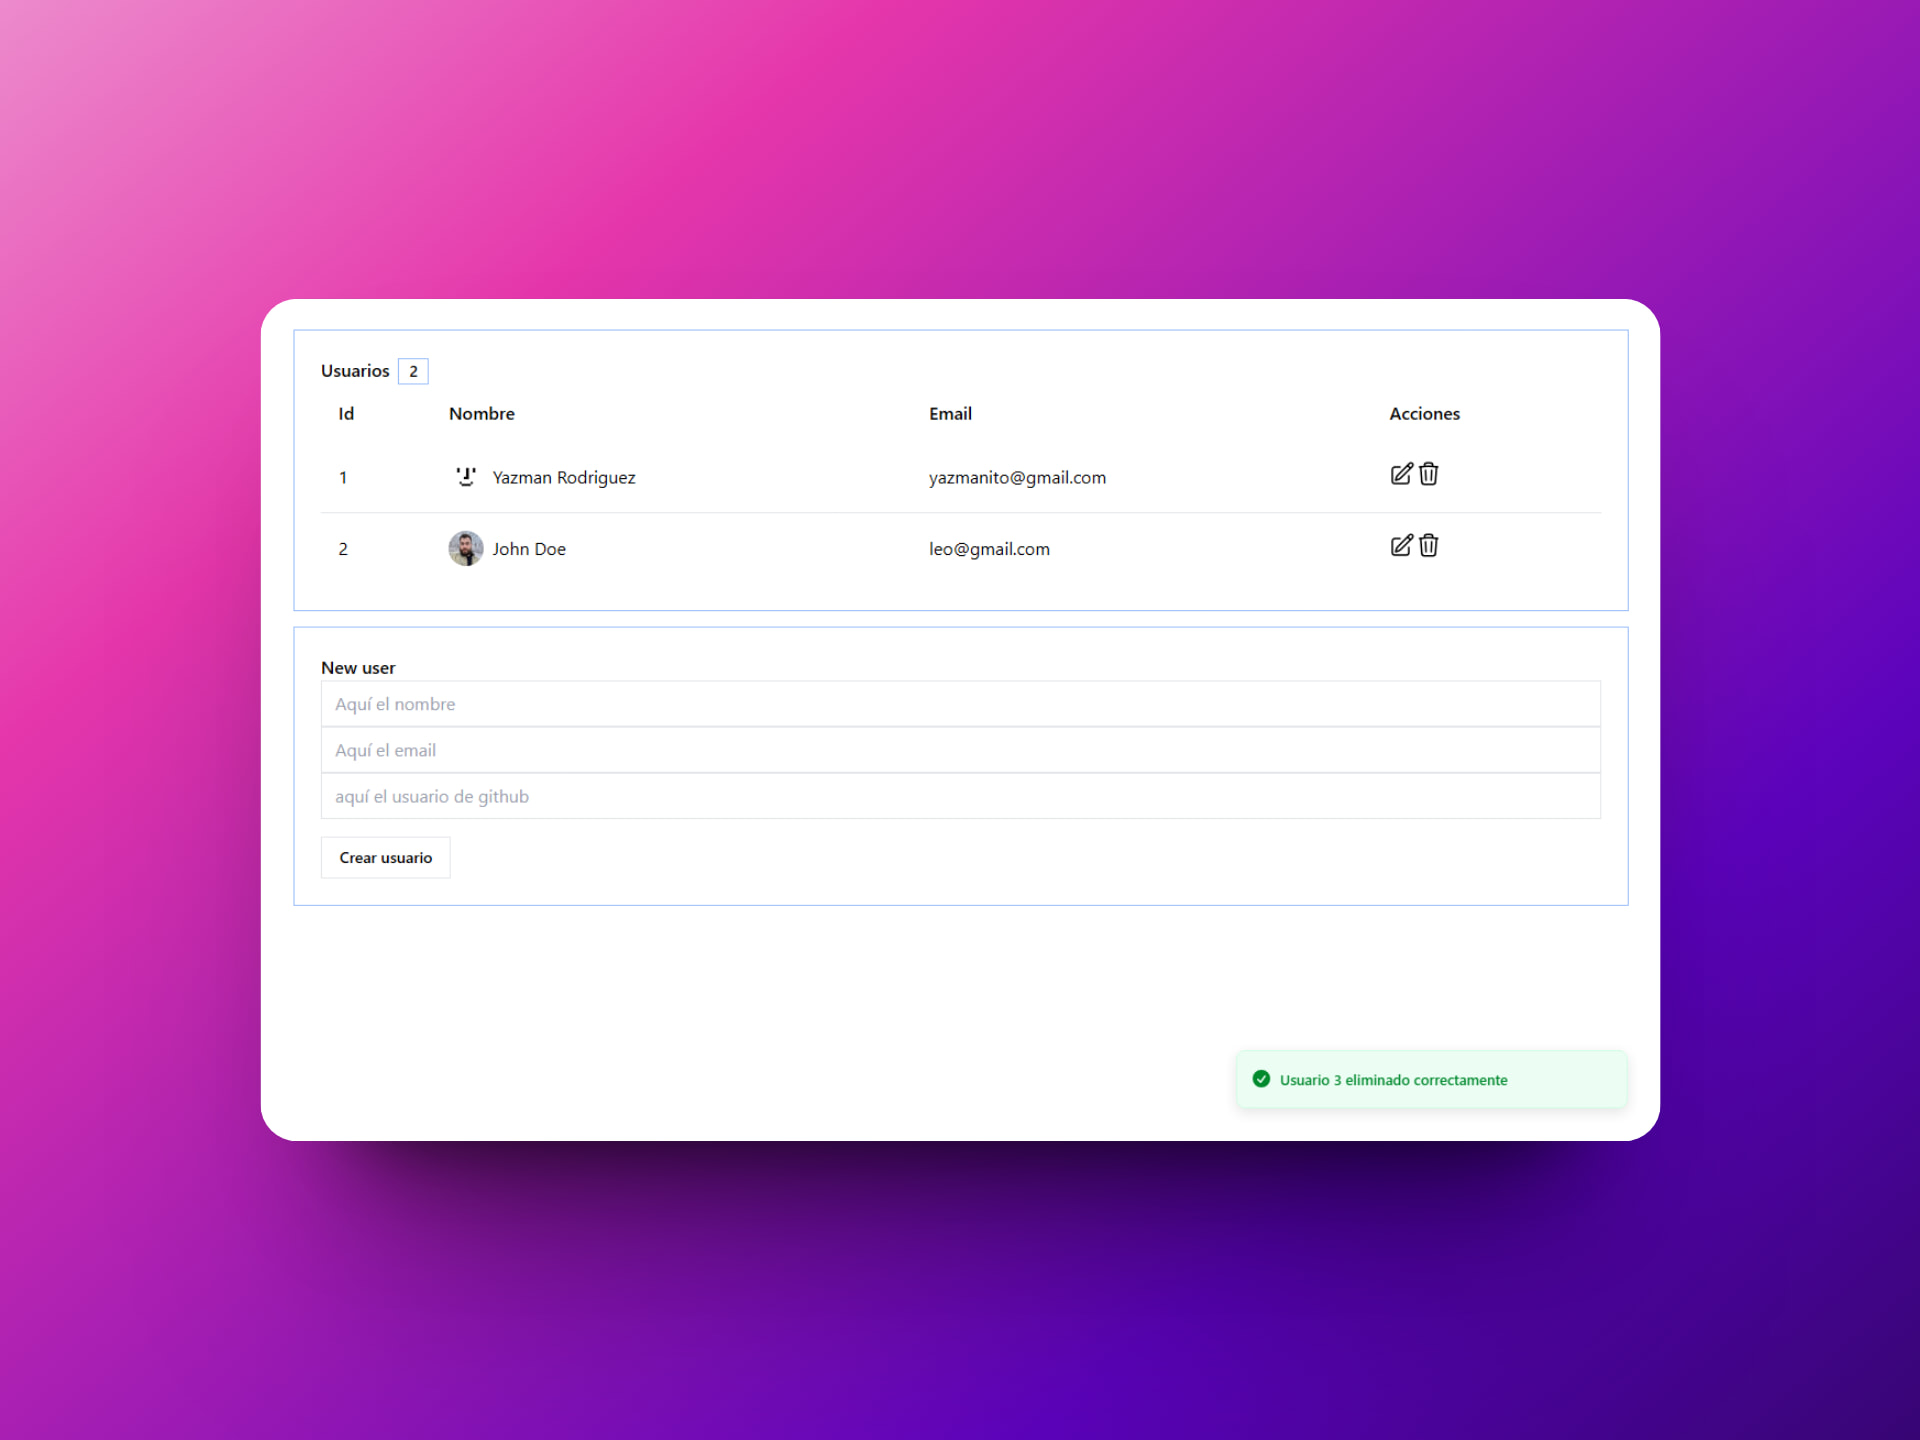 Usuarios 2
Id Nombre Email Acciones
1 Yazman Rodriguez yazmanito@gmail.com
2 John Doe leo@gmail.com
New user
Aquí el nombre
Aquí el email
aquí el usuario de github
Crear usuario
Usuario 3 eliminado correctamente